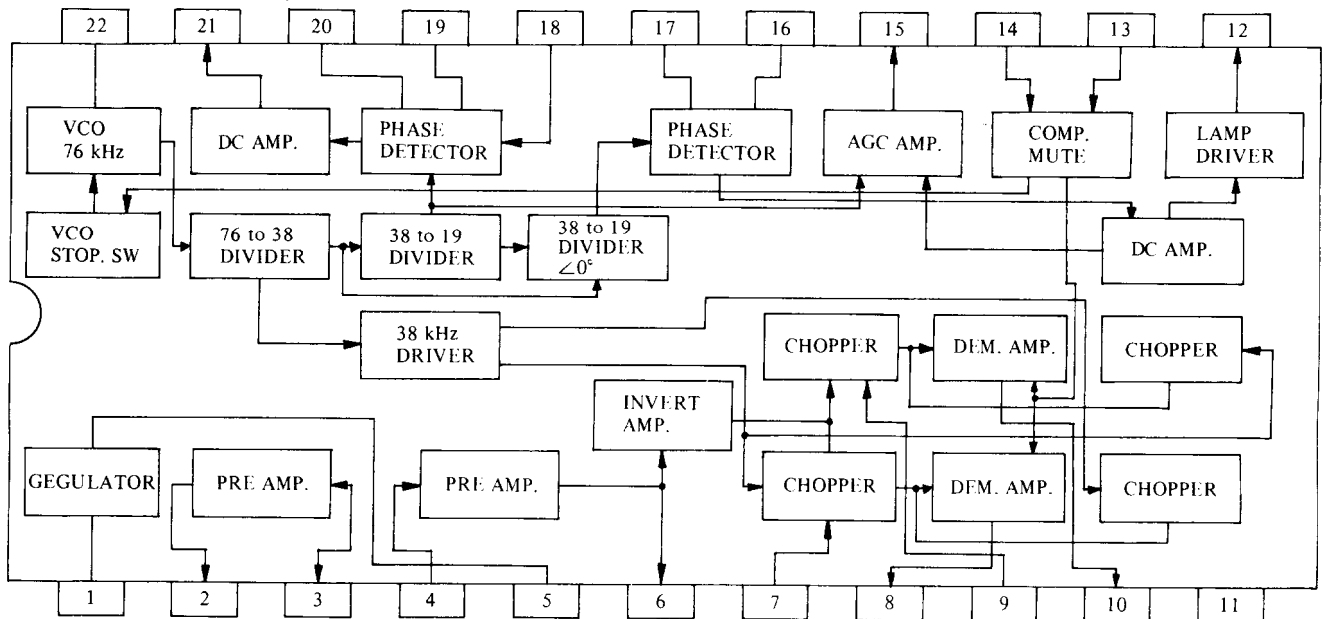 22 21 20 19 18 17 16 15 14 13 12
VCO
76 kHz
DC AMP.
PHASE
DETECTOR
PHASE
DETECTOR
AGC AMP.
COMP.
MUTE
LAMP
DRIVER
VCO
STOP. SW
76 to 38
DIVIDER
38 to 19
DIVIDER
38 to 19
DIVIDER
∠0°
DC AMP.
38 kHz
DRIVER
CHOPPER
DEM. AMP.
CHOPPER
INVERT
AMP.
GEGULATOR
PRE AMP.
PRE AMP.
CHOPPER
DEM. AMP.
CHOPPER
1 2 3 4 5 6 7 8 9 10 11